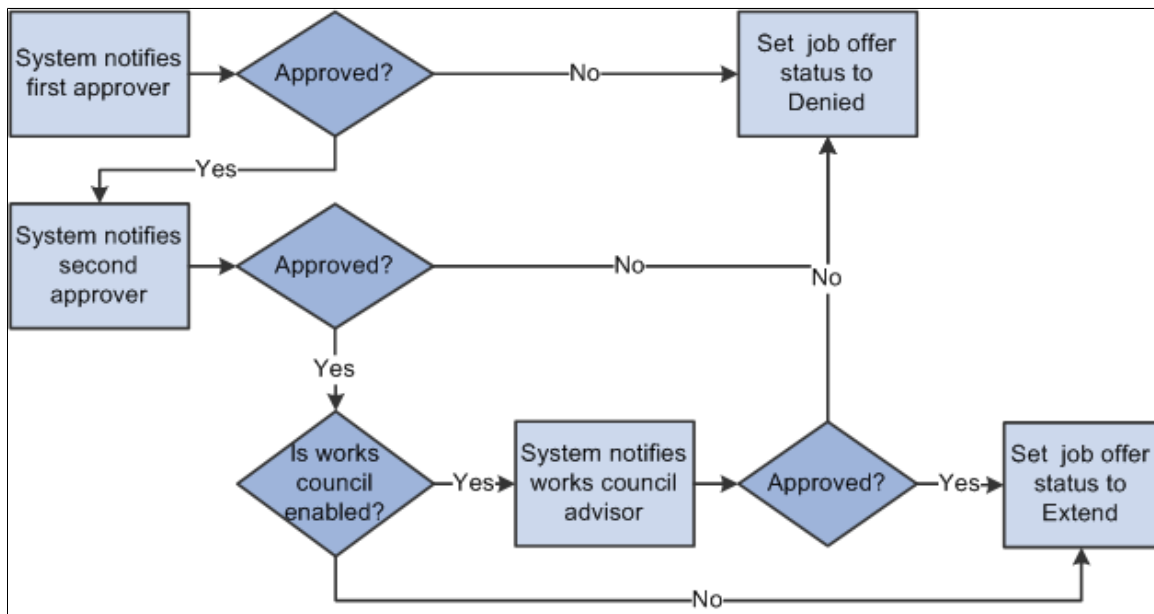 System notifies
first approver
Approved?
No
Set job offer
status to
Denied
Yes
System notifies
second
approver
Approved?
No
No
Yes
Is works
council
enabled?
Yes
System notifies
works council
advisor
Approved?
Yes
Set job offer
status to
Extend
No